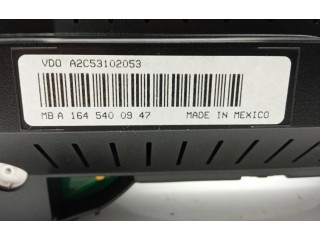 VDO A2C53102053
MB A 164 540 09 47 MADE IN MEXICO